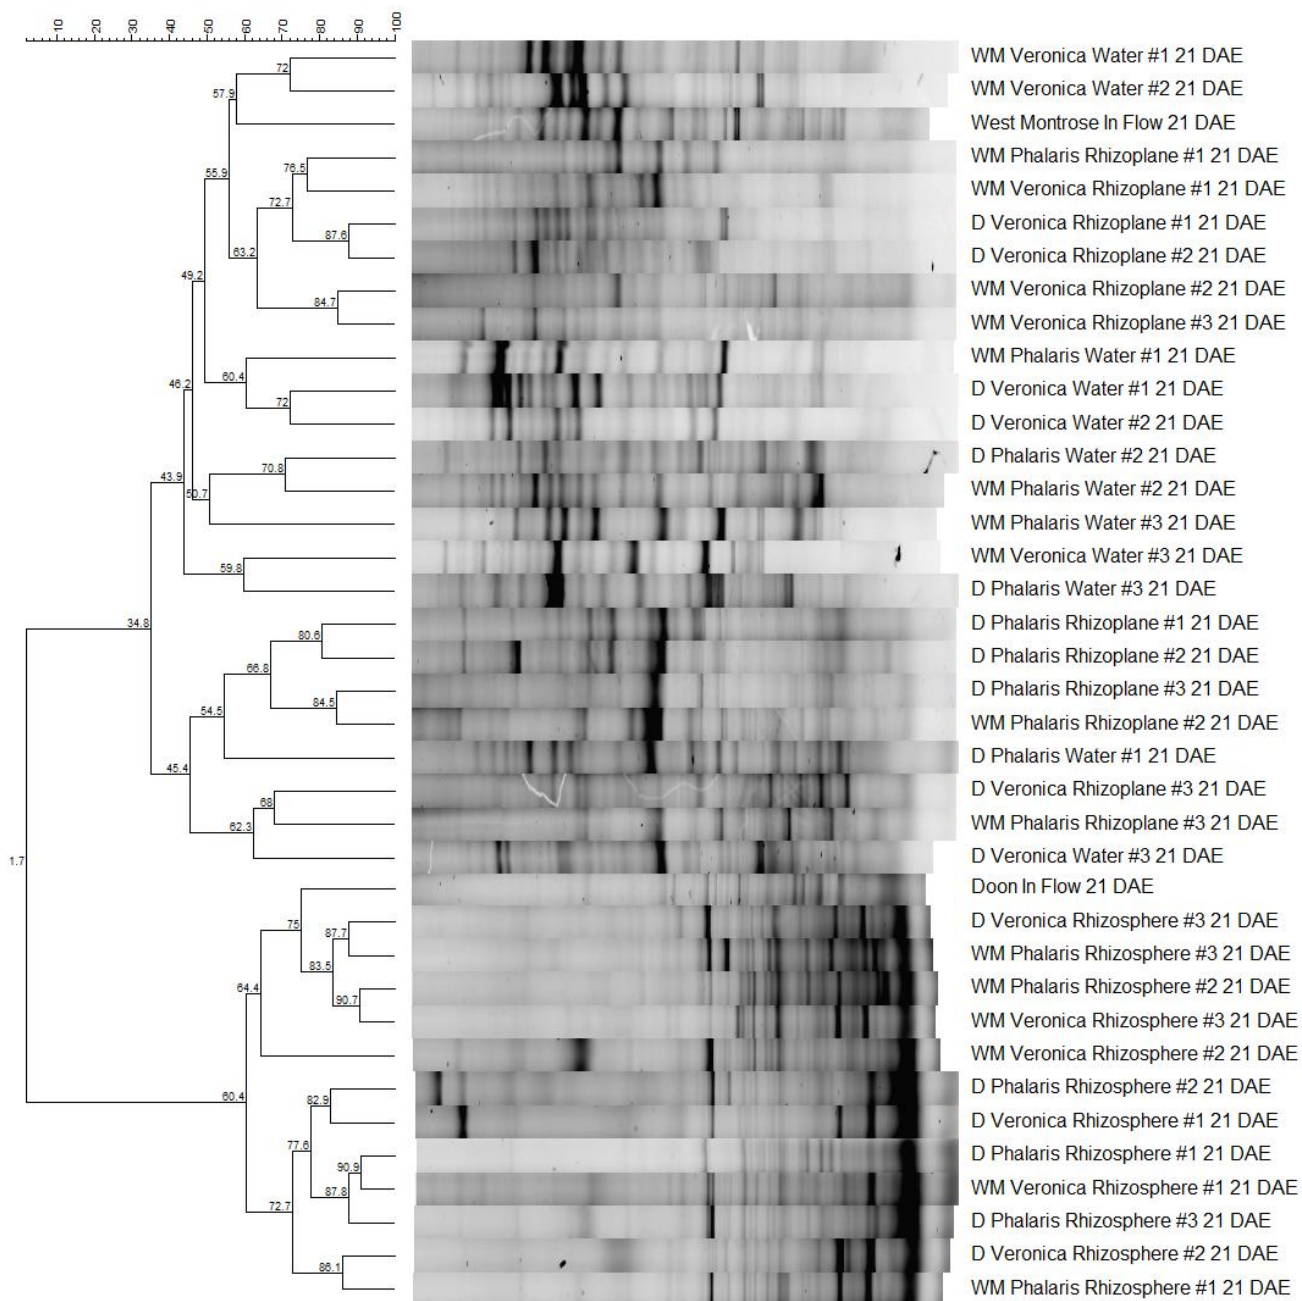 10 20 30 40 50 60 70 80 90 100
72 WM Veronica Water #1 21 DAE
57.9 WM Veronica Water #2 21 DAE
West Montrose In Flow 21 DAE
76.5 WM Phalaris Rhizoplane #1 21 DAE
55.9 72.7 WM Veronica Rhizoplane #1 21 DAE
87.6 D Veronica Rhizoplane #1 21 DAE
63.2 D Veronica Rhizoplane #2 21 DAE
49.2 84.7 WM Veronica Rhizoplane #2 21 DAE
WM Veronica Rhizoplane #3 21 DAE
WM Phalaris Water #1 21 DAE
46.2 60.4 72 D Veronica Water #1 21 DAE
D Veronica Water #2 21 DAE
70.8 D Phalaris Water #2 21 DAE
43.9 50.7 WM Phalaris Water #2 21 DAE
WM Phalaris Water #3 21 DAE
59.8 WM Veronica Water #3 21 DAE
D Phalaris Water #3 21 DAE
34.8 80.6 D Phalaris Rhizoplane #1 21 DAE
66.8 D Phalaris Rhizoplane #2 21 DAE
84.5 D Phalaris Rhizoplane #3 21 DAE
54.5 WM Phalaris Rhizoplane #2 21 DAE
45.4 D Phalaris Water #1 21 DAE
68 D Veronica Rhizoplane #3 21 DAE
62.3 WM Phalaris Rhizoplane #3 21 DAE
1.7 D Veronica Water #3 21 DAE
Doon In Flow 21 DAE
75 87.7 D Veronica Rhizosphere #3 21 DAE
83.5 WM Phalaris Rhizosphere #3 21 DAE
64.4 90.7 WM Phalaris Rhizosphere #2 21 DAE
WM Veronica Rhizosphere #3 21 DAE
WM Veronica Rhizosphere #2 21 DAE
60.4 82.9 D Phalaris Rhizosphere #2 21 DAE
D Veronica Rhizosphere #1 21 DAE
77.6 90.9 D Phalaris Rhizosphere #1 21 DAE
87.8 WM Veronica Rhizosphere #1 21 DAE
72.7 D Phalaris Rhizosphere #3 21 DAE
86.1 D Veronica Rhizosphere #2 21 DAE
WM Phalaris Rhizosphere #1 21 DAE